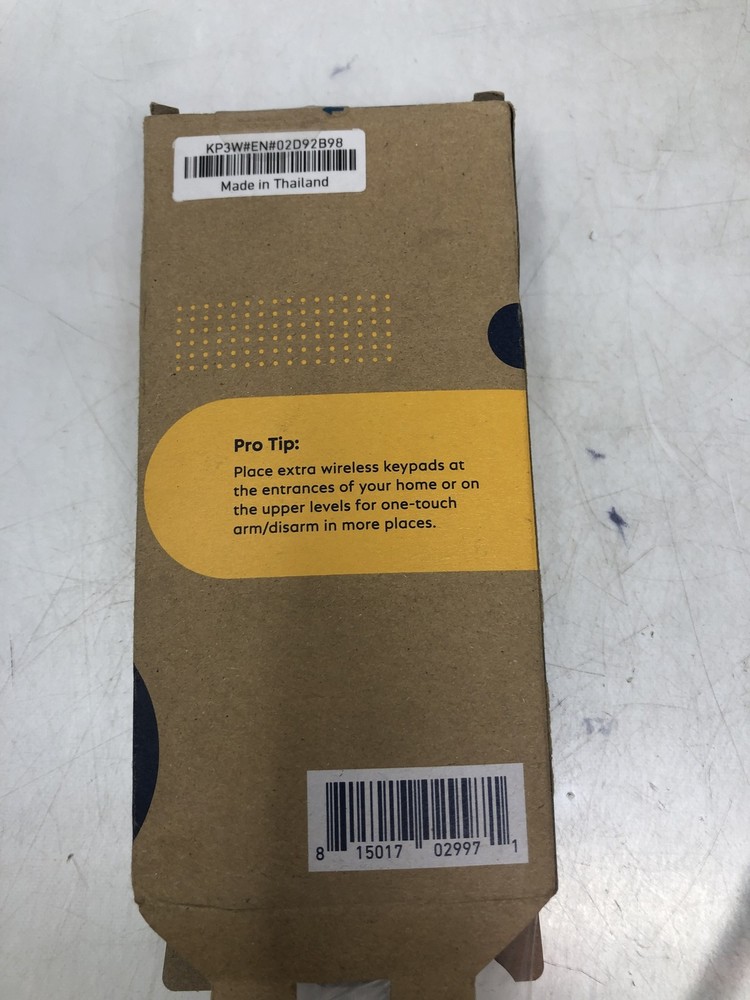 KP3W#EN#02D92B98
Made in Thailand
Pro Tip:
Place extra wireless keypads at
the entrances of your home or on
the upper levels for one-touch
arm/disarm in more places.
8 15017 02997 1